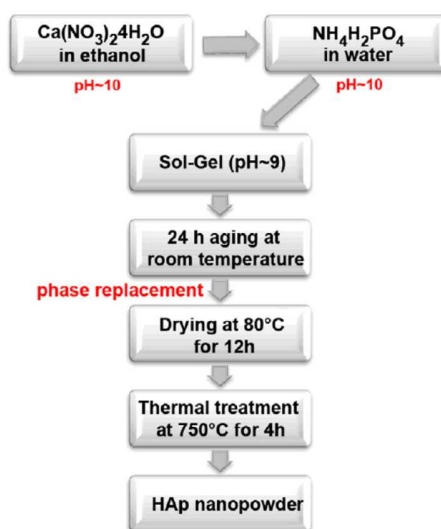 Ca(NO₃)₂4H₂O
in ethanol
pH~10
NH₄H₂PO₄
in water
pH~10
Sol-Gel (pH~9)
24 h aging at
room temperature
phase replacement
Drying at 80°C
for 12h
Thermal treatment
at 750°C for 4h
HAp nanopowder